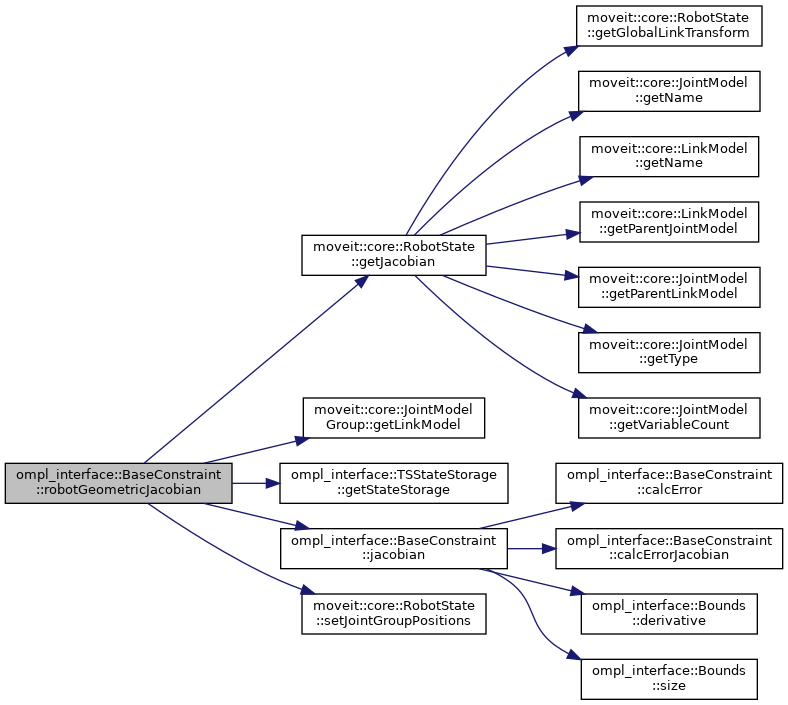 moveit::core::RobotState
::getGlobalLinkTransform
moveit::core::JointModel
::getName
moveit::core::LinkModel
::getName
moveit::core::LinkModel
::getParentJointModel
moveit::core::RobotState
::getJacobian
moveit::core::JointModel
::getParentLinkModel
moveit::core::JointModel
::getType
moveit::core::JointModel
::getVariableCount
moveit::core::JointModel
Group::getLinkModel
ompl_interface::BaseConstraint
::robotGeometricJacobian
ompl_interface::TSStateStorage
::getStateStorage
ompl_interface::BaseConstraint
::calcError
ompl_interface::BaseConstraint
::jacobian
ompl_interface::BaseConstraint
::calcErrorJacobian
ompl_interface::Bounds
::derivative
moveit::core::RobotState
::setJointGroupPositions
ompl_interface::Bounds
::size